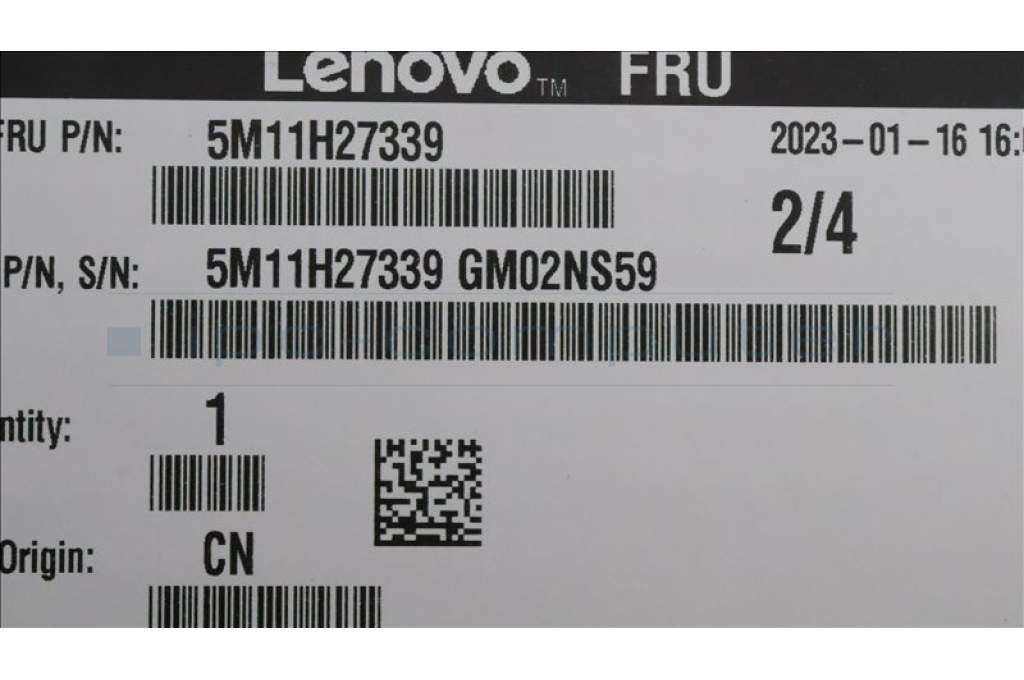 Lenovo™ FRU
FRU P/N: 5M11H27339 2023-01-16 16:
2/4
P/N, S/N: 5M11H27339 GM02NS59
ntity: 1
Origin: CN